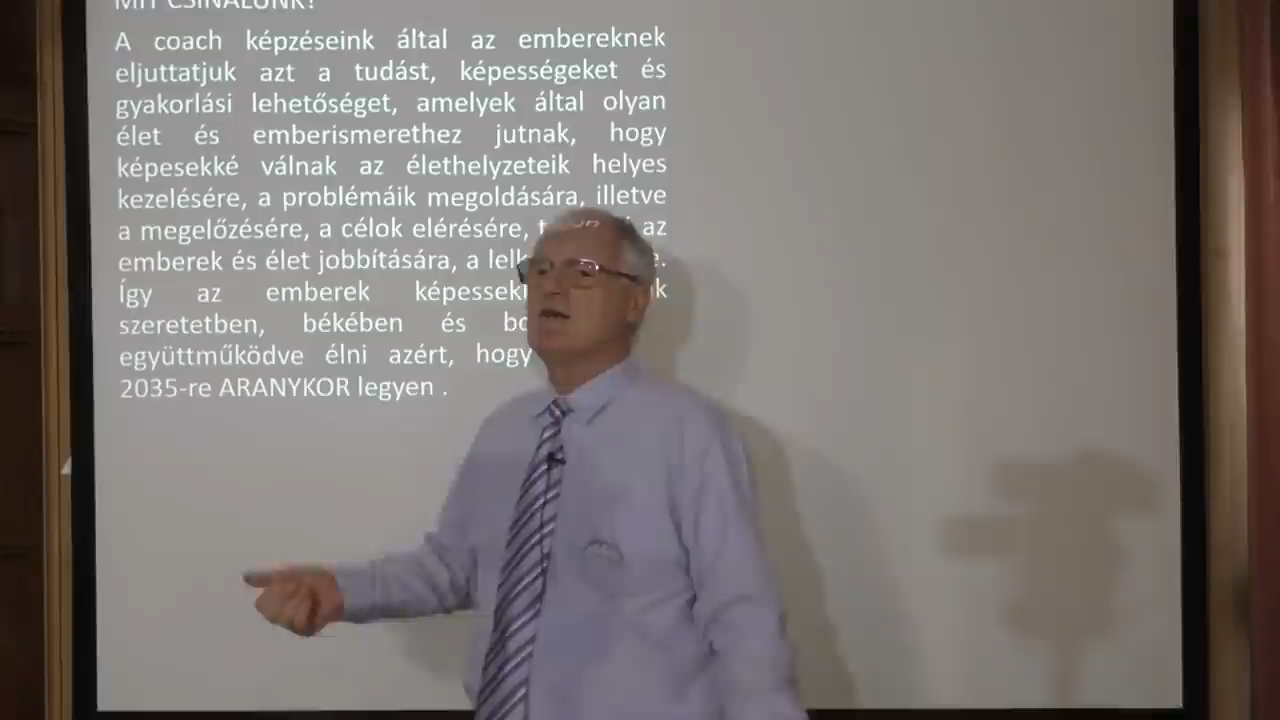 MIT CSINÁLUNK?
A coach képzéseink által az embereknek
eljuttatjuk azt a tudást, képességeket és
gyakorlási lehetőséget, amelyek által olyan
élet és emberismerethez jutnak, hogy
képesekké válnak az élethelyzeteik helyes
kezelésére, a problémáik megoldására, illetve
a megelőzésére, a célok elérésére, az
emberek és élet jobbítására, a
Így az emberek
szeretetben, békében és
együttműködve élni azért, hogy
2035-re ARANYKOR legyen .